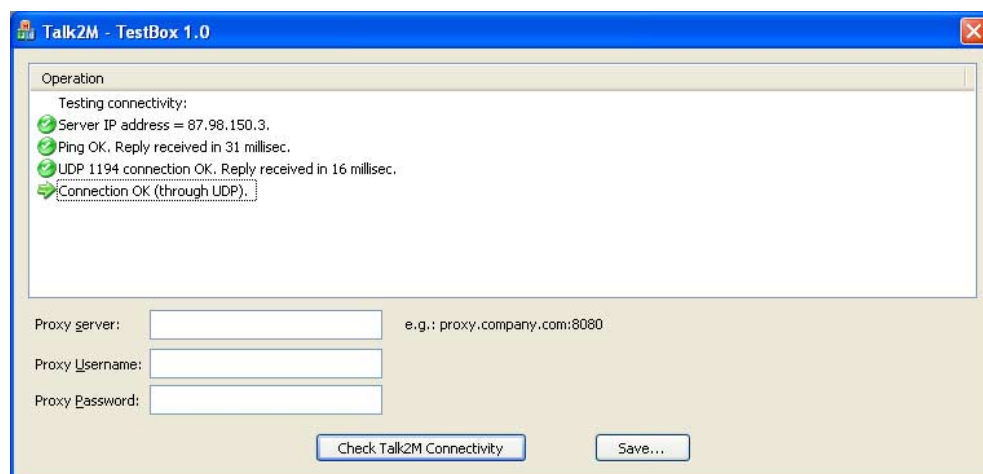 Talk2M - TestBox 1.0
Operation
Testing connectivity:
Server IP address = 87.98.150.3.
Ping OK. Reply received in 31 millisec.
UDP 1194 connection OK. Reply received in 16 millisec.
Connection OK (through UDP).
Proxy server: e.g.: proxy.company.com:8080
Proxy Username:
Proxy Password:
Check Talk2M Connectivity Save...